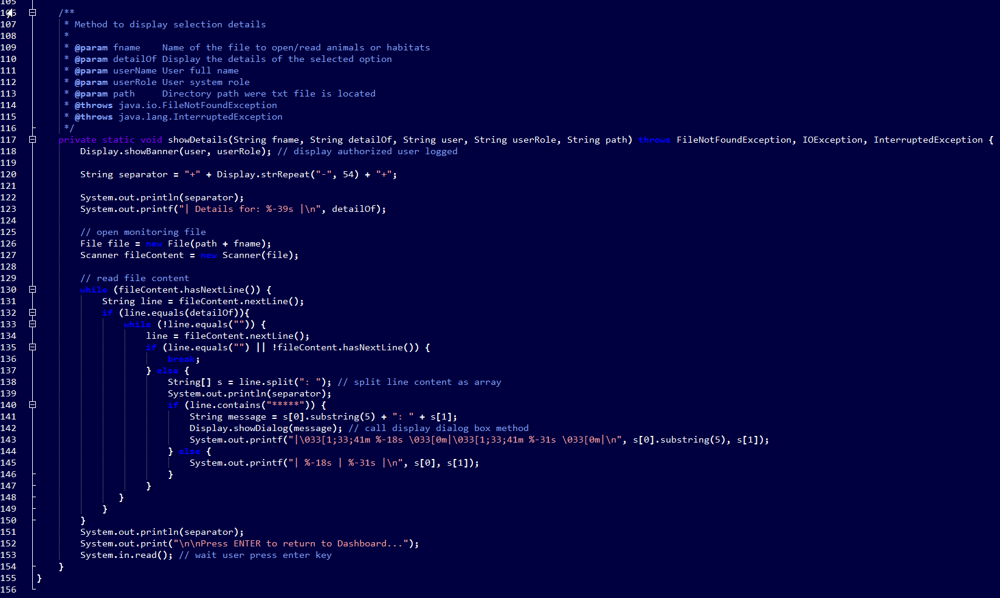 105
106 /**
107 * Method to display selection details
108 *
109 * @param fname    Name of the file to open/read animals or habitats
110 * @param detailOf Display the details of the selected option
111 * @param userName User full name
112 * @param userRole User system role
113 * @param path     Directory path were txt file is located
114 * @throws java.io.FileNotFoundException
115 * @throws java.lang.InterruptedException
116 */
117 private static void showDetails(String fname, String detailOf, String user, String userRole, String path) throws FileNotFoundException, IOException, InterruptedException {
118 Display.showBanner(user, userRole); // display authorized user logged
119
120 String separator = "+" + Display.strRepeat("-", 54) + "+";
121
122 System.out.println(separator);
123 System.out.printf("| Details for: %-39s |\n", detailOf);
124
125 // open monitoring file
126 File file = new File(path + fname);
127 Scanner fileContent = new Scanner(file);
128
129 // read file content
130 while (fileContent.hasNextLine()) {
131 String line = fileContent.nextLine();
132 if (line.equals(detailOf)){
133 while (!line.equals("")) {
134 line = fileContent.nextLine();
135 if (line.equals("") || !fileContent.hasNextLine()) {
136 break;
137 } else {
138 String[] s = line.split(": "); // split line content as array
139 System.out.println(separator);
140 if (line.contains("*****")) {
141 String message = s[0].substring(5) + ": " + s[1];
142 Display.showDialog(message); // call display dialog box method
143 System.out.printf("|\033[1;33;41m %-18s \033[0m|\033[1;33;41m %-31s \033[0m|\n", s[0].substring(5), s[1]);
144 } else {
145 System.out.printf("| %-18s | %-31s |\n", s[0], s[1]);
146 }
147 }
148 }
149 }
150 }
151 System.out.println(separator);
152 System.out.print("\n\nPress ENTER to return to Dashboard...");
153 System.in.read(); // wait user press enter key
154 }
155 }
156